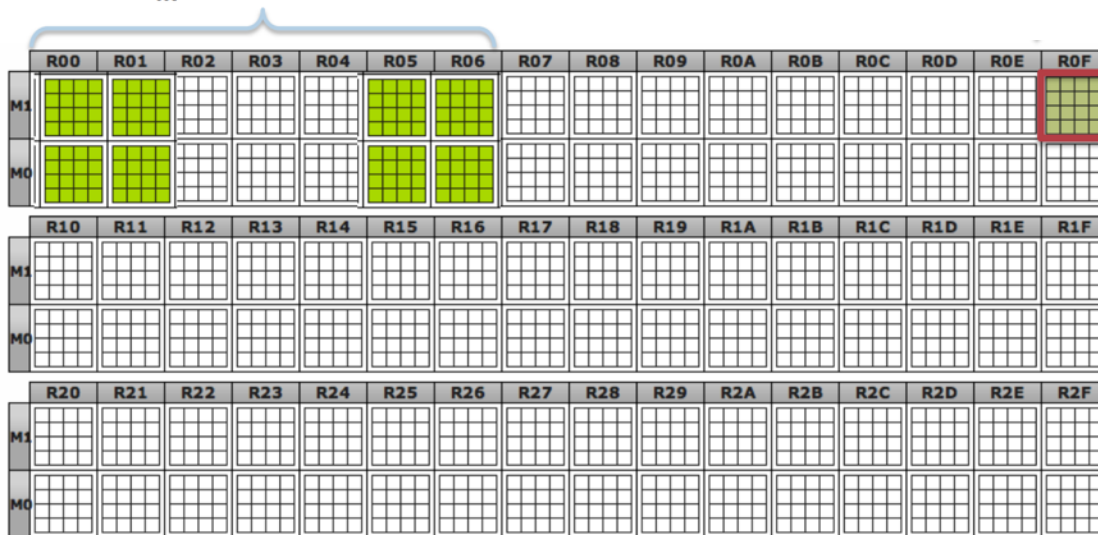 R00 R01 R02 R03 R04 R05 R06 R07 R08 R09 R0A R0B R0C R0D R0E R0F
M1
M0
R10 R11 R12 R13 R14 R15 R16 R17 R18 R19 R1A R1B R1C R1D R1E R1F
M1
M0
R20 R21 R22 R23 R24 R25 R26 R27 R28 R29 R2A R2B R2C R2D R2E R2F
M1
M0